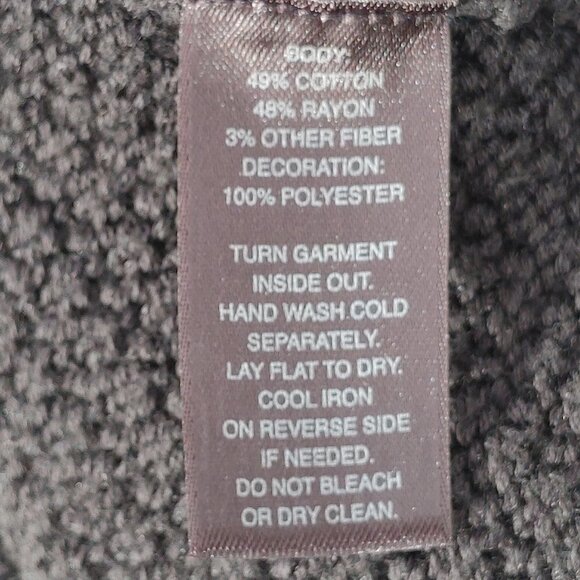 BODY:
49% COTTON
48% RAYON
3% OTHER FIBER
DECORATION:
100% POLYESTER
TURN GARMENT
INSIDE OUT.
HAND WASH COLD
SEPARATELY.
LAY FLAT TO DRY.
COOL IRON
ON REVERSE SIDE
IF NEEDED.
DO NOT BLEACH
OR DRY CLEAN.